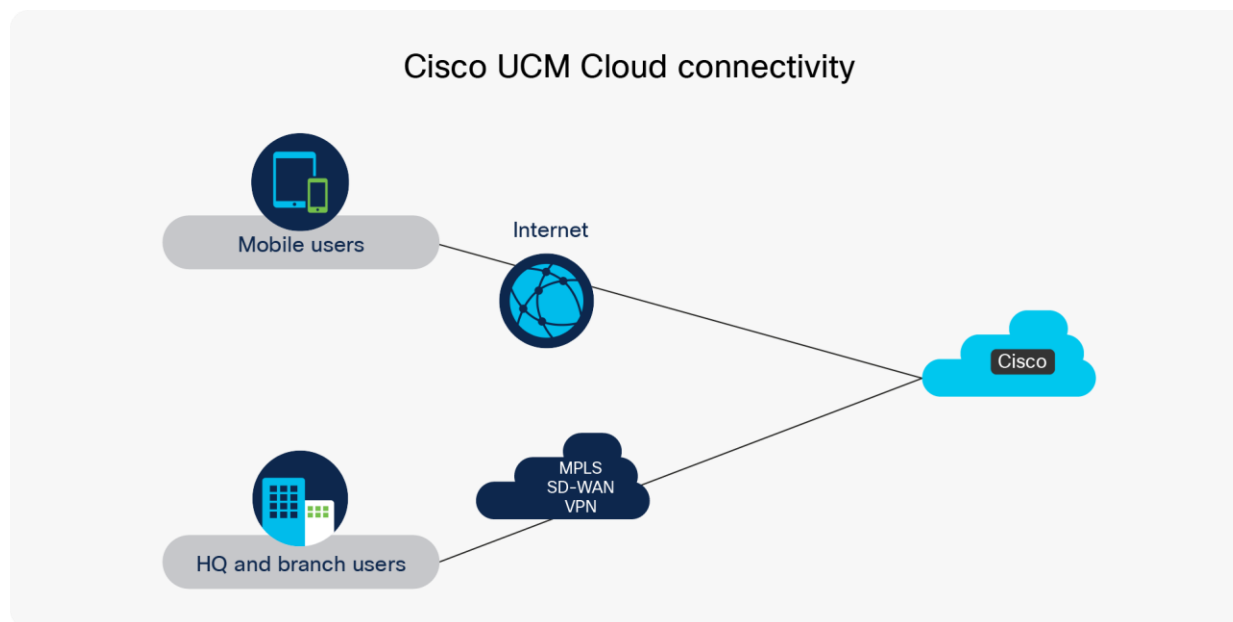 Cisco UCM Cloud connectivity
Mobile users
Internet
Cisco
MPLS
SD-WAN
VPN
HQ and branch users